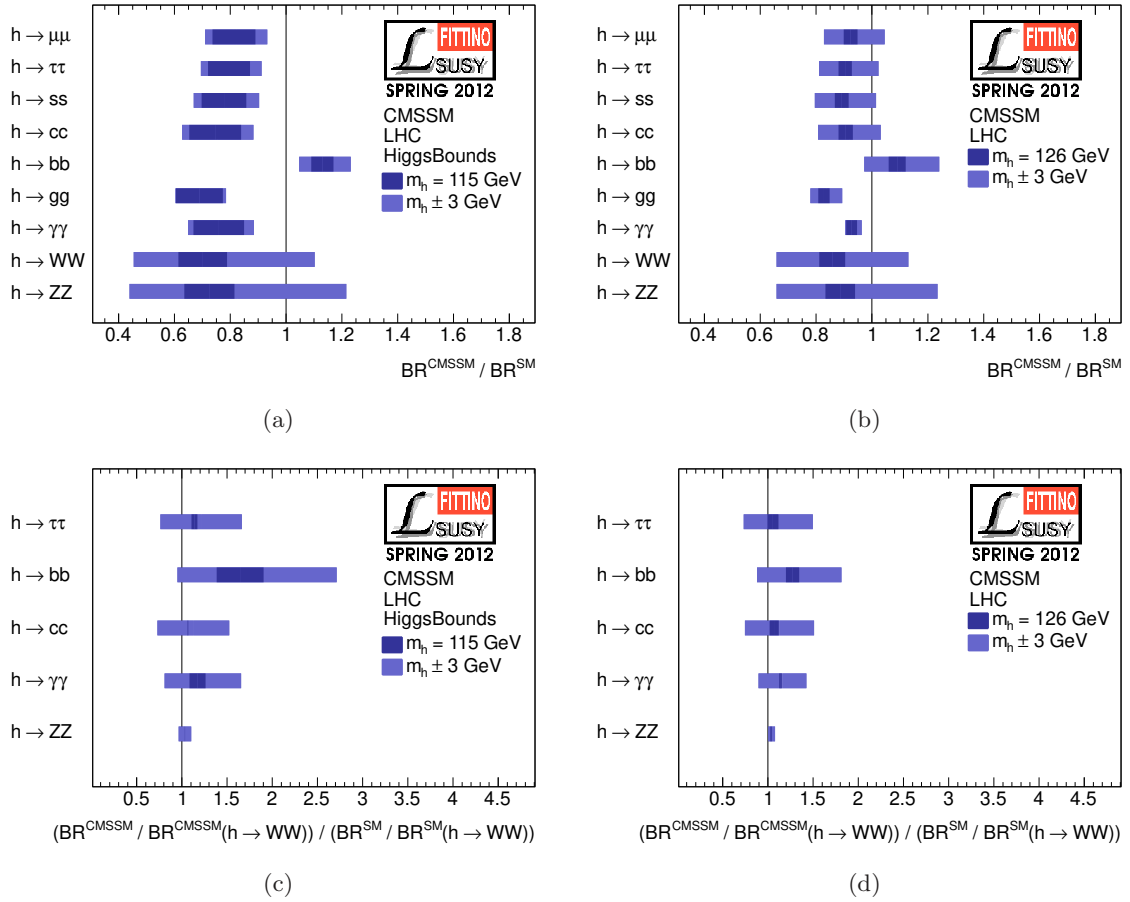 h → μμ
h → ττ
h → ss
h → cc
h → bb
h → gg
h → γγ
h → WW
h → ZZ
FITTINO
SUSY
SPRING 2012
CMSSM
LHC
HiggsBounds
m_h = 115 GeV
m_h ± 3 GeV
0.4 0.6 0.8 1 1.2 1.4 1.6 1.8
BR^CMSSM / BR^SM
(a)
h → μμ
h → ττ
h → ss
h → cc
h → bb
h → gg
h → γγ
h → WW
h → ZZ
FITTINO
SUSY
SPRING 2012
CMSSM
LHC
m_h = 126 GeV
m_h ± 3 GeV
0.4 0.6 0.8 1 1.2 1.4 1.6 1.8
BR^CMSSM / BR^SM
(b)
h → ττ
h → bb
h → cc
h → γγ
h → ZZ
FITTINO
SUSY
SPRING 2012
CMSSM
LHC
HiggsBounds
m_h = 115 GeV
m_h ± 3 GeV
0.5 1 1.5 2 2.5 3 3.5 4 4.5
(BR^CMSSM / BR^CMSSM(h → WW)) / (BR^SM / BR^SM(h → WW))
(c)
h → ττ
h → bb
h → cc
h → γγ
h → ZZ
FITTINO
SUSY
SPRING 2012
CMSSM
LHC
m_h = 126 GeV
m_h ± 3 GeV
0.5 1 1.5 2 2.5 3 3.5 4 4.5
(BR^CMSSM / BR^CMSSM(h → WW)) / (BR^SM / BR^SM(h → WW))
(d)